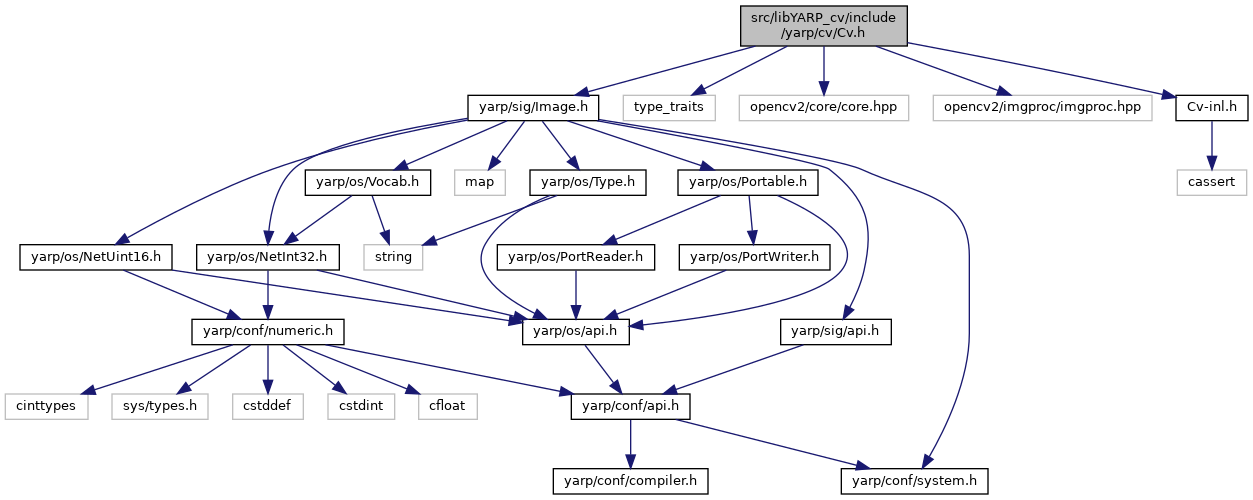 src/libYARP_cv/include
/yarp/cv/Cv.h
yarp/sig/Image.h
type_traits
opencv2/core/core.hpp
opencv2/imgproc/imgproc.hpp
Cv-inl.h
yarp/os/Vocab.h
map
yarp/os/Type.h
yarp/os/Portable.h
cassert
yarp/os/NetUint16.h
yarp/os/NetInt32.h
string
yarp/os/PortReader.h
yarp/os/PortWriter.h
yarp/conf/numeric.h
yarp/os/api.h
yarp/sig/api.h
cinttypes
sys/types.h
cstddef
cstdint
cfloat
yarp/conf/api.h
yarp/conf/compiler.h
yarp/conf/system.h